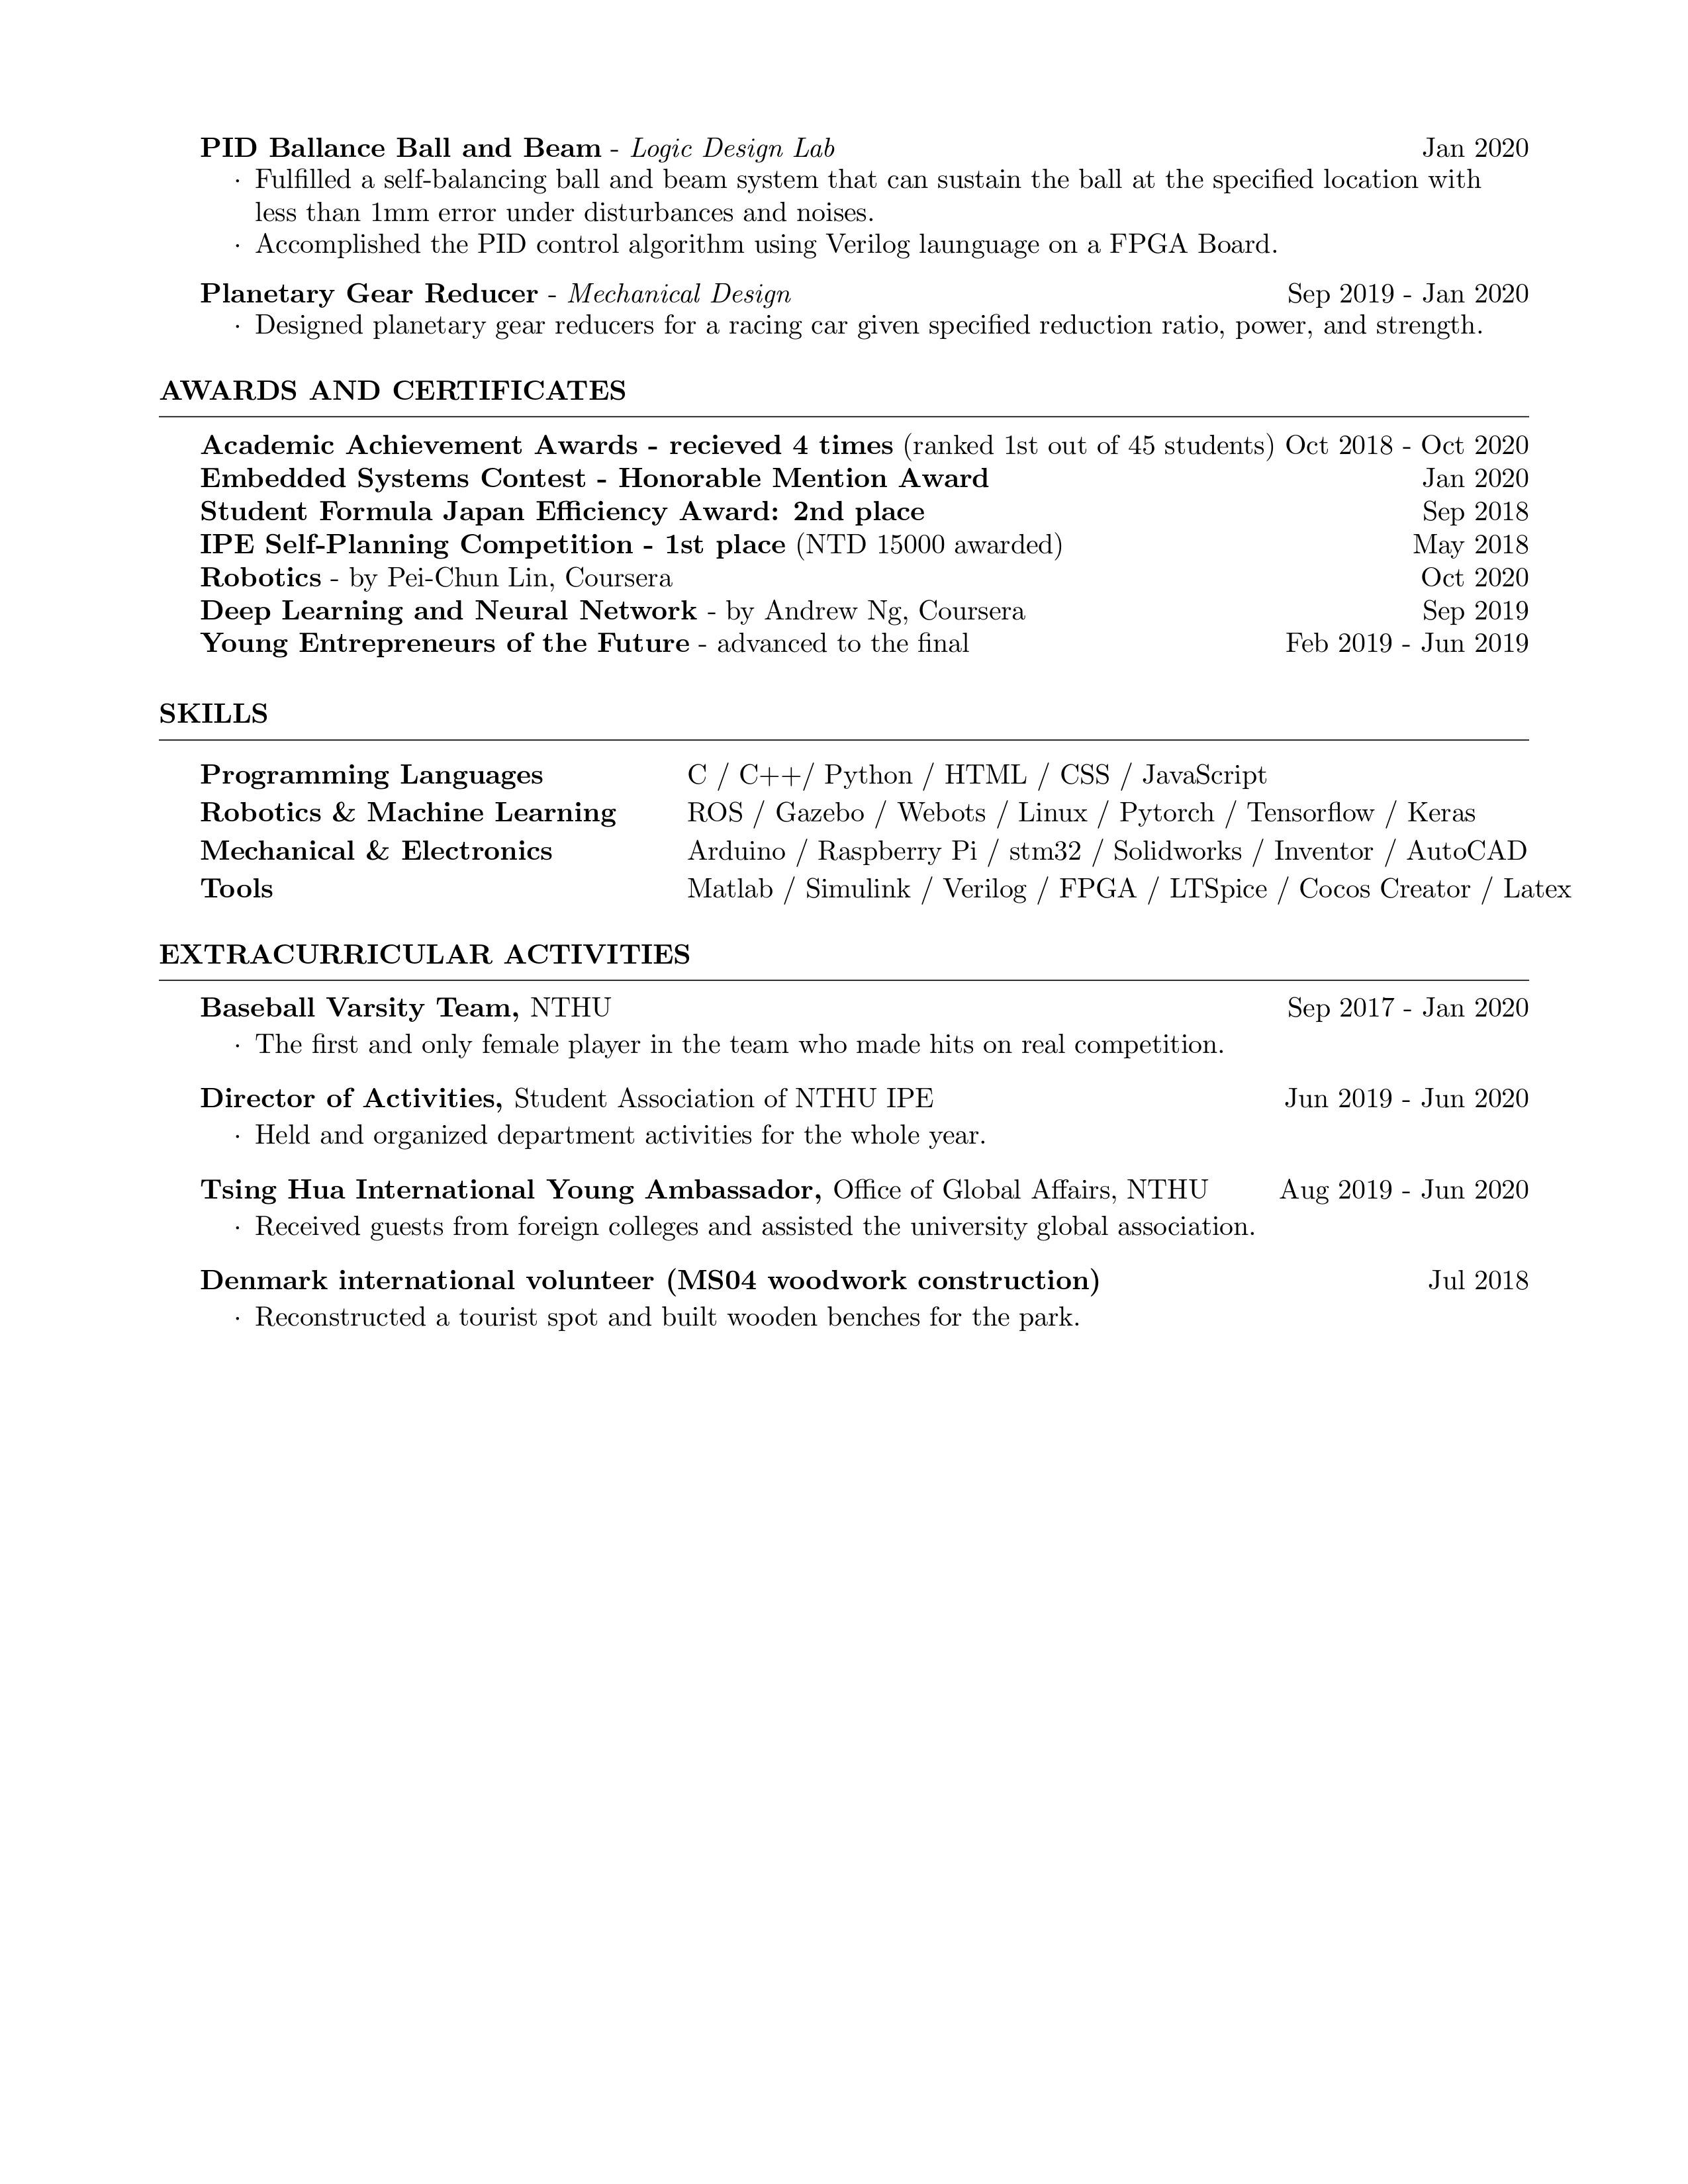 PID Ballance Ball and Beam - Logic Design Lab Jan 2020
· Fulfilled a self-balancing ball and beam system that can sustain the ball at the specified location with
less than 1mm error under disturbances and noises.
· Accomplished the PID control algorithm using Verilog launguage on a FPGA Board.
Planetary Gear Reducer - Mechanical Design Sep 2019 - Jan 2020
· Designed planetary gear reducers for a racing car given specified reduction ratio, power, and strength.
AWARDS AND CERTIFICATES
Academic Achievement Awards - recieved 4 times (ranked 1st out of 45 students) Oct 2018 - Oct 2020
Embedded Systems Contest - Honorable Mention Award Jan 2020
Student Formula Japan Efficiency Award: 2nd place Sep 2018
IPE Self-Planning Competition - 1st place (NTD 15000 awarded) May 2018
Robotics - by Pei-Chun Lin, Coursera Oct 2020
Deep Learning and Neural Network - by Andrew Ng, Coursera Sep 2019
Young Entrepreneurs of the Future - advanced to the final Feb 2019 - Jun 2019
SKILLS
Programming Languages C / C++/ Python / HTML / CSS / JavaScript
Robotics & Machine Learning ROS / Gazebo / Webots / Linux / Pytorch / Tensorflow / Keras
Mechanical & Electronics Arduino / Raspberry Pi / stm32 / Solidworks / Inventor / AutoCAD
Tools Matlab / Simulink / Verilog / FPGA / LTSpice / Cocos Creator / Latex
EXTRACURRICULAR ACTIVITIES
Baseball Varsity Team, NTHU Sep 2017 - Jan 2020
· The first and only female player in the team who made hits on real competition.
Director of Activities, Student Association of NTHU IPE Jun 2019 - Jun 2020
· Held and organized department activities for the whole year.
Tsing Hua International Young Ambassador, Office of Global Affairs, NTHU Aug 2019 - Jun 2020
· Received guests from foreign colleges and assisted the university global association.
Denmark international volunteer (MS04 woodwork construction) Jul 2018
· Reconstructed a tourist spot and built wooden benches for the park.